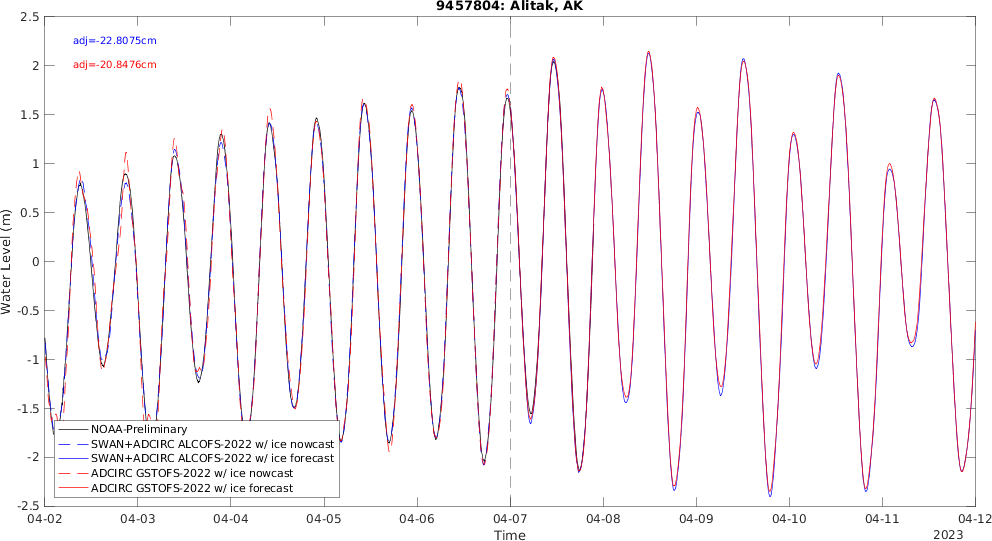 9457804: Alitak, AK
adj=-22.8075cm
adj=-20.8476cm
2.5
2
1.5
1
0.5
0
-0.5
-1
-1.5
-2
-2.5
Water Level (m)
NOAA-Preliminary
SWAN+ADCIRC ALCOFS-2022 w/ ice nowcast
SWAN+ADCIRC ALCOFS-2022 w/ ice forecast
ADCIRC GSTOFS-2022 w/ ice nowcast
ADCIRC GSTOFS-2022 w/ ice forecast
04-02 04-03 04-04 04-05 04-06 04-07 04-08 04-09 04-10 04-11 04-12
Time
2023